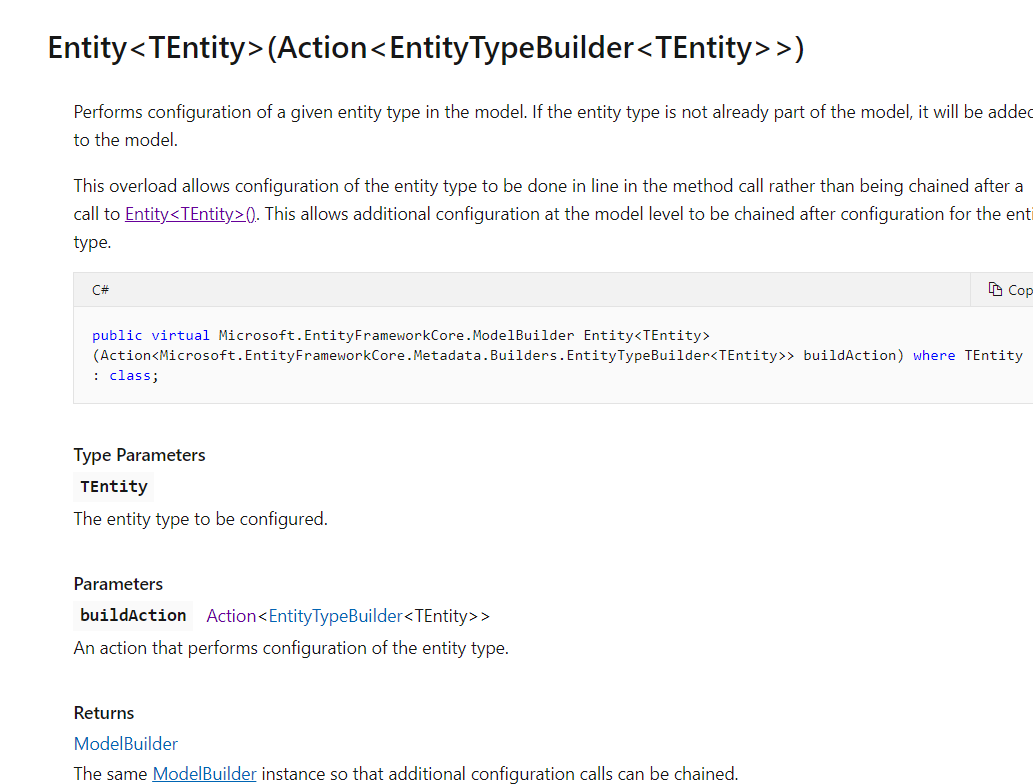 Entity<TEntity>(Action<EntityTypeBuilder<TEntity>>)
Performs configuration of a given entity type in the model. If the entity type is not already part of the model, it will be added
to the model.
This overload allows configuration of the entity type to be done in line in the method call rather than being chained after a
call to Entity<TEntity>(). This allows additional configuration at the model level to be chained after configuration for the enti
type.
C#
Cop
public virtual Microsoft.EntityFrameworkCore.ModelBuilder Entity<TEntity>
(Action<Microsoft.EntityFrameworkCore.Metadata.Builders.EntityTypeBuilder<TEntity>> buildAction) where TEntity
: class;
Type Parameters
TEntity
The entity type to be configured.
Parameters
buildAction Action<EntityTypeBuilder<TEntity>>
An action that performs configuration of the entity type.
Returns
ModelBuilder
The same ModelBuilder instance so that additional configuration calls can be chained.